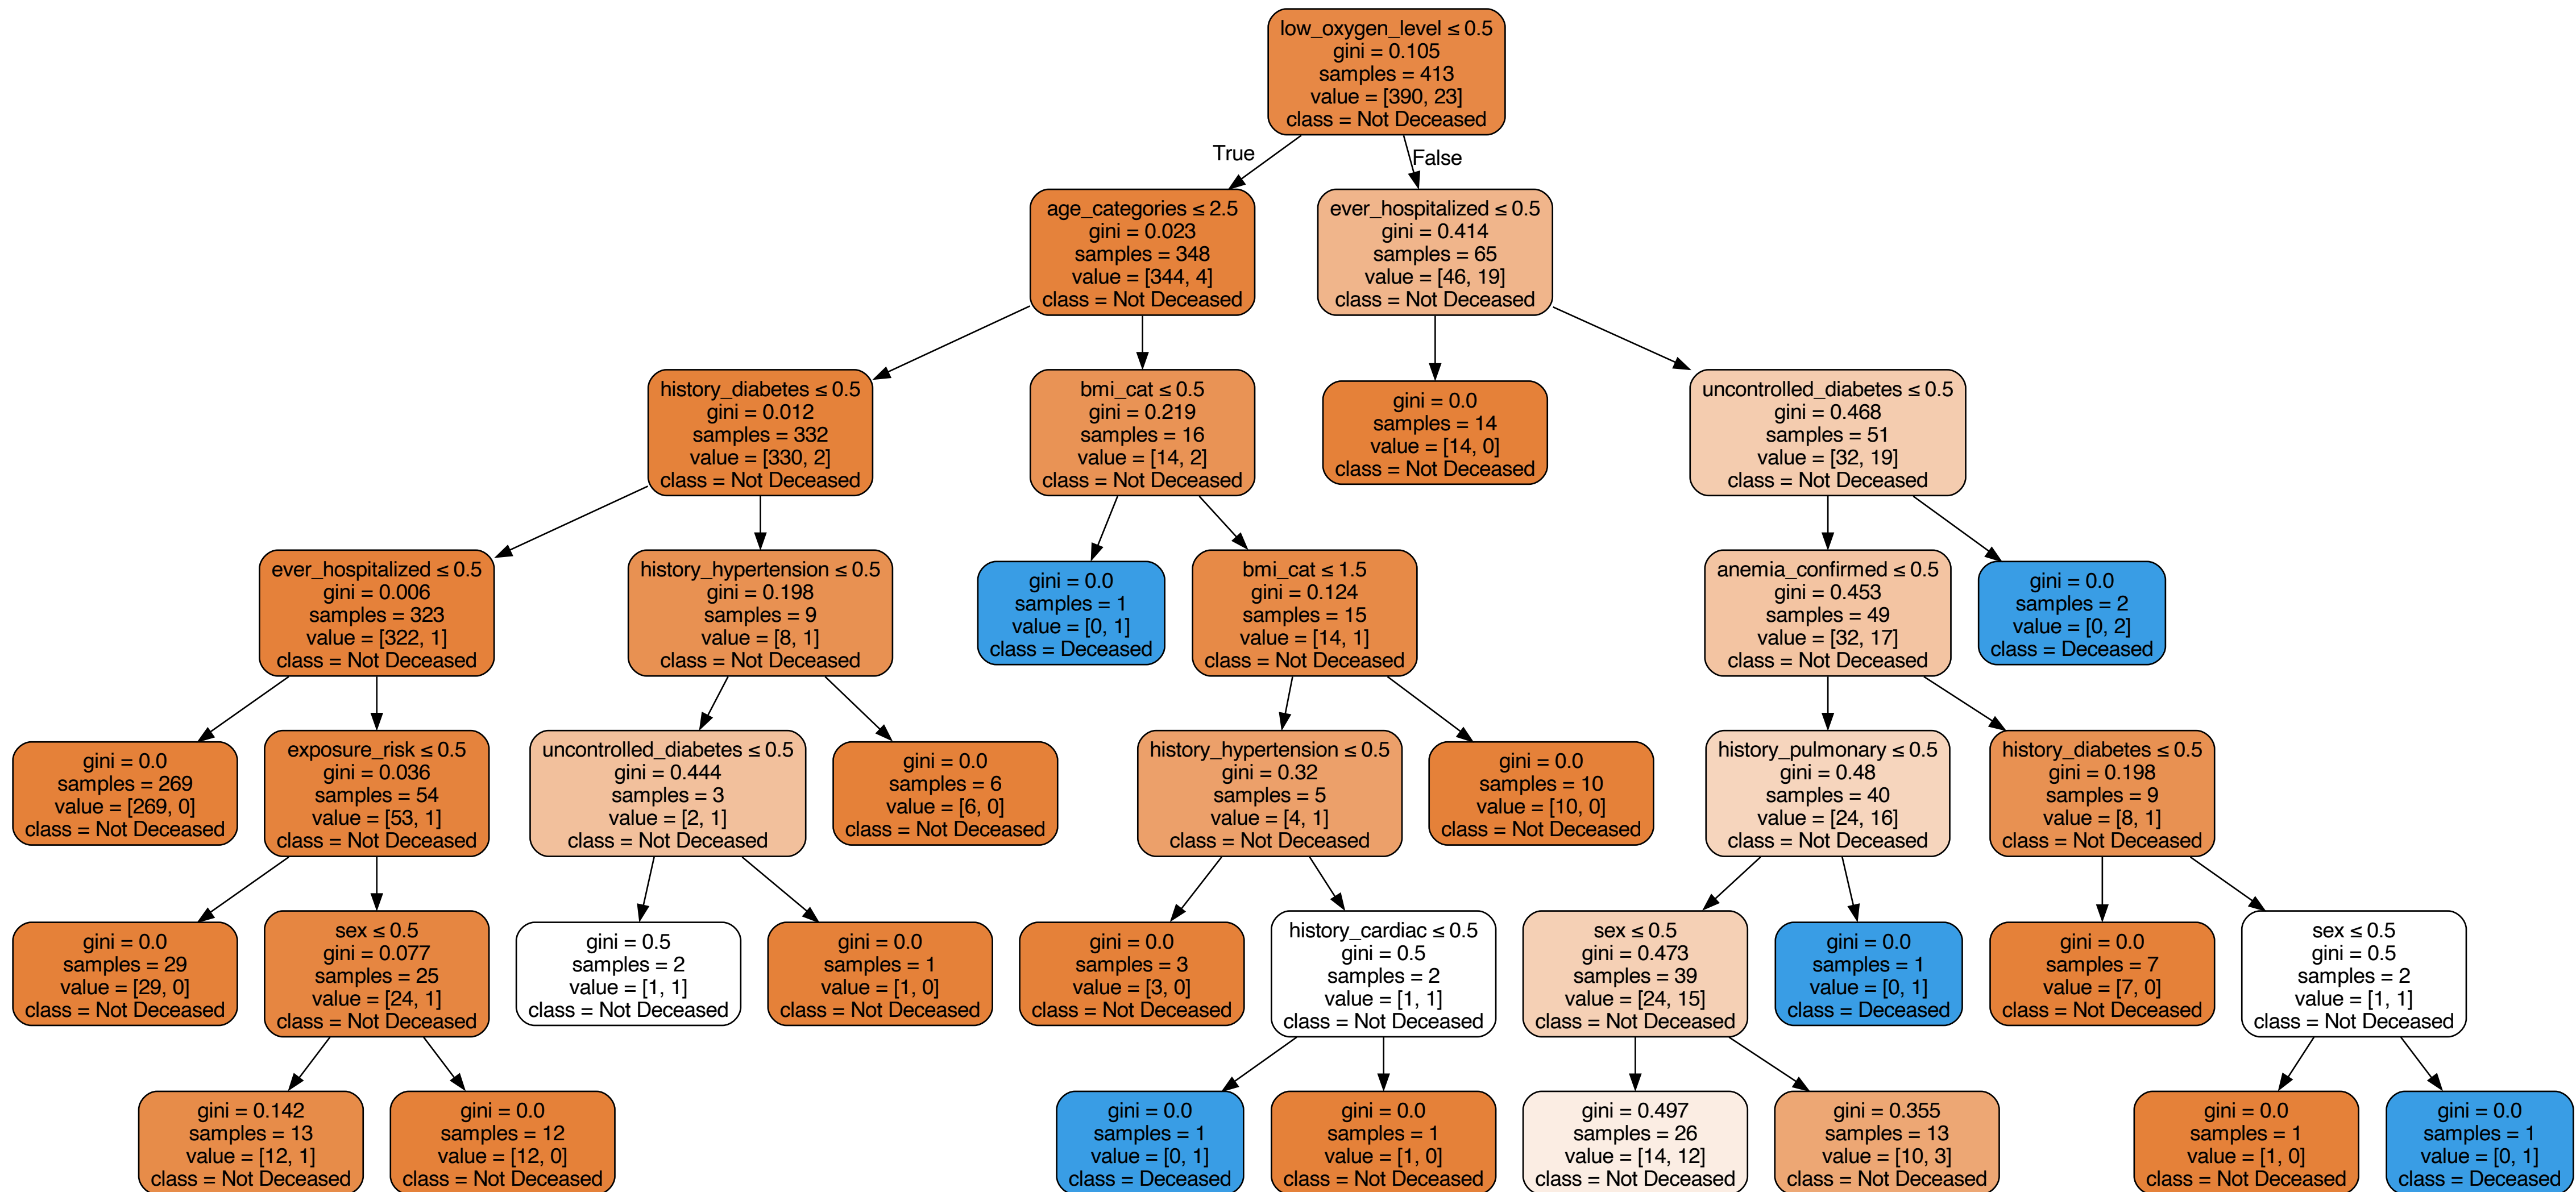 low_oxygen_level ≤ 0.5
gini = 0.105
samples = 413
value = [390, 23]
class = Not Deceased
True
False
age_categories ≤ 2.5
gini = 0.023
samples = 348
value = [344, 4]
class = Not Deceased
ever_hospitalized ≤ 0.5
gini = 0.414
samples = 65
value = [46, 19]
class = Not Deceased
history_diabetes ≤ 0.5
gini = 0.012
samples = 332
value = [330, 2]
class = Not Deceased
bmi_cat ≤ 0.5
gini = 0.219
samples = 16
value = [14, 2]
class = Not Deceased
gini = 0.0
samples = 14
value = [14, 0]
class = Not Deceased
uncontrolled_diabetes ≤ 0.5
gini = 0.468
samples = 51
value = [32, 19]
class = Not Deceased
ever_hospitalized ≤ 0.5
gini = 0.006
samples = 323
value = [322, 1]
class = Not Deceased
history_hypertension ≤ 0.5
gini = 0.198
samples = 9
value = [8, 1]
class = Not Deceased
gini = 0.0
samples = 1
value = [0, 1]
class = Deceased
bmi_cat ≤ 1.5
gini = 0.124
samples = 15
value = [14, 1]
class = Not Deceased
anemia_confirmed ≤ 0.5
gini = 0.453
samples = 49
value = [32, 17]
class = Not Deceased
gini = 0.0
samples = 2
value = [0, 2]
class = Deceased
gini = 0.0
samples = 269
value = [269, 0]
class = Not Deceased
exposure_risk ≤ 0.5
gini = 0.036
samples = 54
value = [53, 1]
class = Not Deceased
uncontrolled_diabetes ≤ 0.5
gini = 0.444
samples = 3
value = [2, 1]
class = Not Deceased
gini = 0.0
samples = 6
value = [6, 0]
class = Not Deceased
history_hypertension ≤ 0.5
gini = 0.32
samples = 5
value = [4, 1]
class = Not Deceased
gini = 0.0
samples = 10
value = [10, 0]
class = Not Deceased
history_pulmonary ≤ 0.5
gini = 0.48
samples = 40
value = [24, 16]
class = Not Deceased
history_diabetes ≤ 0.5
gini = 0.198
samples = 9
value = [8, 1]
class = Not Deceased
gini = 0.0
samples = 29
value = [29, 0]
class = Not Deceased
sex ≤ 0.5
gini = 0.077
samples = 25
value = [24, 1]
class = Not Deceased
gini = 0.5
samples = 2
value = [1, 1]
class = Not Deceased
gini = 0.0
samples = 1
value = [1, 0]
class = Not Deceased
gini = 0.0
samples = 3
value = [3, 0]
class = Not Deceased
history_cardiac ≤ 0.5
gini = 0.5
samples = 2
value = [1, 1]
class = Not Deceased
sex ≤ 0.5
gini = 0.473
samples = 39
value = [24, 15]
class = Not Deceased
gini = 0.0
samples = 1
value = [0, 1]
class = Deceased
gini = 0.0
samples = 7
value = [7, 0]
class = Not Deceased
sex ≤ 0.5
gini = 0.5
samples = 2
value = [1, 1]
class = Not Deceased
gini = 0.142
samples = 13
value = [12, 1]
class = Not Deceased
gini = 0.0
samples = 12
value = [12, 0]
class = Not Deceased
gini = 0.0
samples = 1
value = [0, 1]
class = Deceased
gini = 0.0
samples = 1
value = [1, 0]
class = Not Deceased
gini = 0.497
samples = 26
value = [14, 12]
class = Not Deceased
gini = 0.355
samples = 13
value = [10, 3]
class = Not Deceased
gini = 0.0
samples = 1
value = [1, 0]
class = Not Deceased
gini = 0.0
samples = 1
value = [0, 1]
class = Deceased